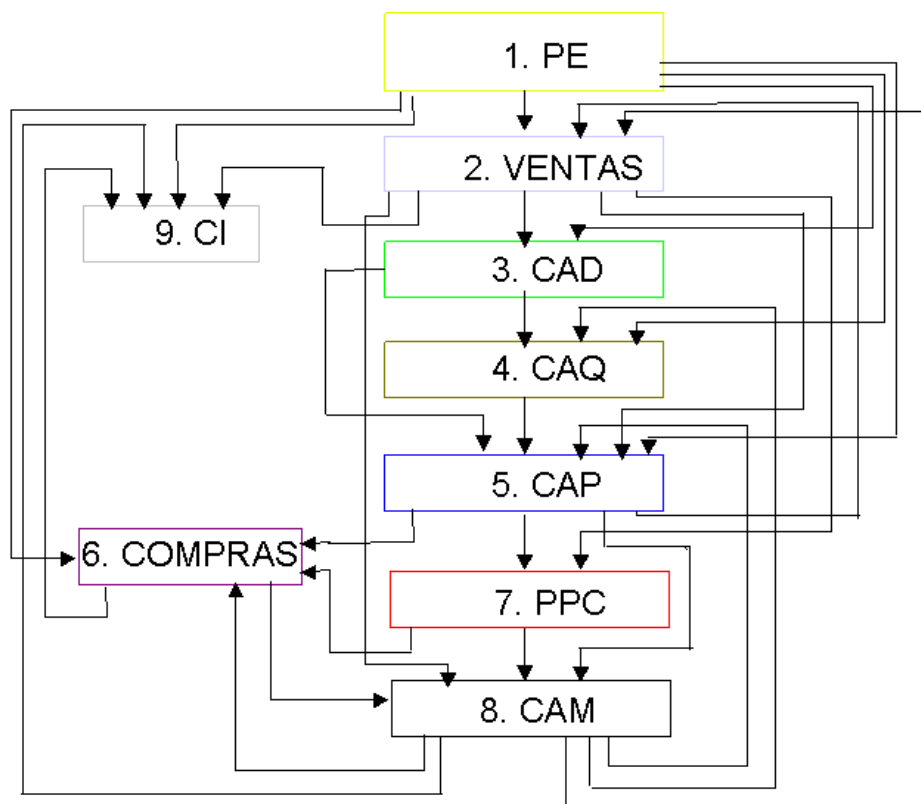 1. PE
2. VENTAS
9. CI
3. CAD
4. CAQ
5. CAP
6. COMPRAS
7. PPC
8. CAM